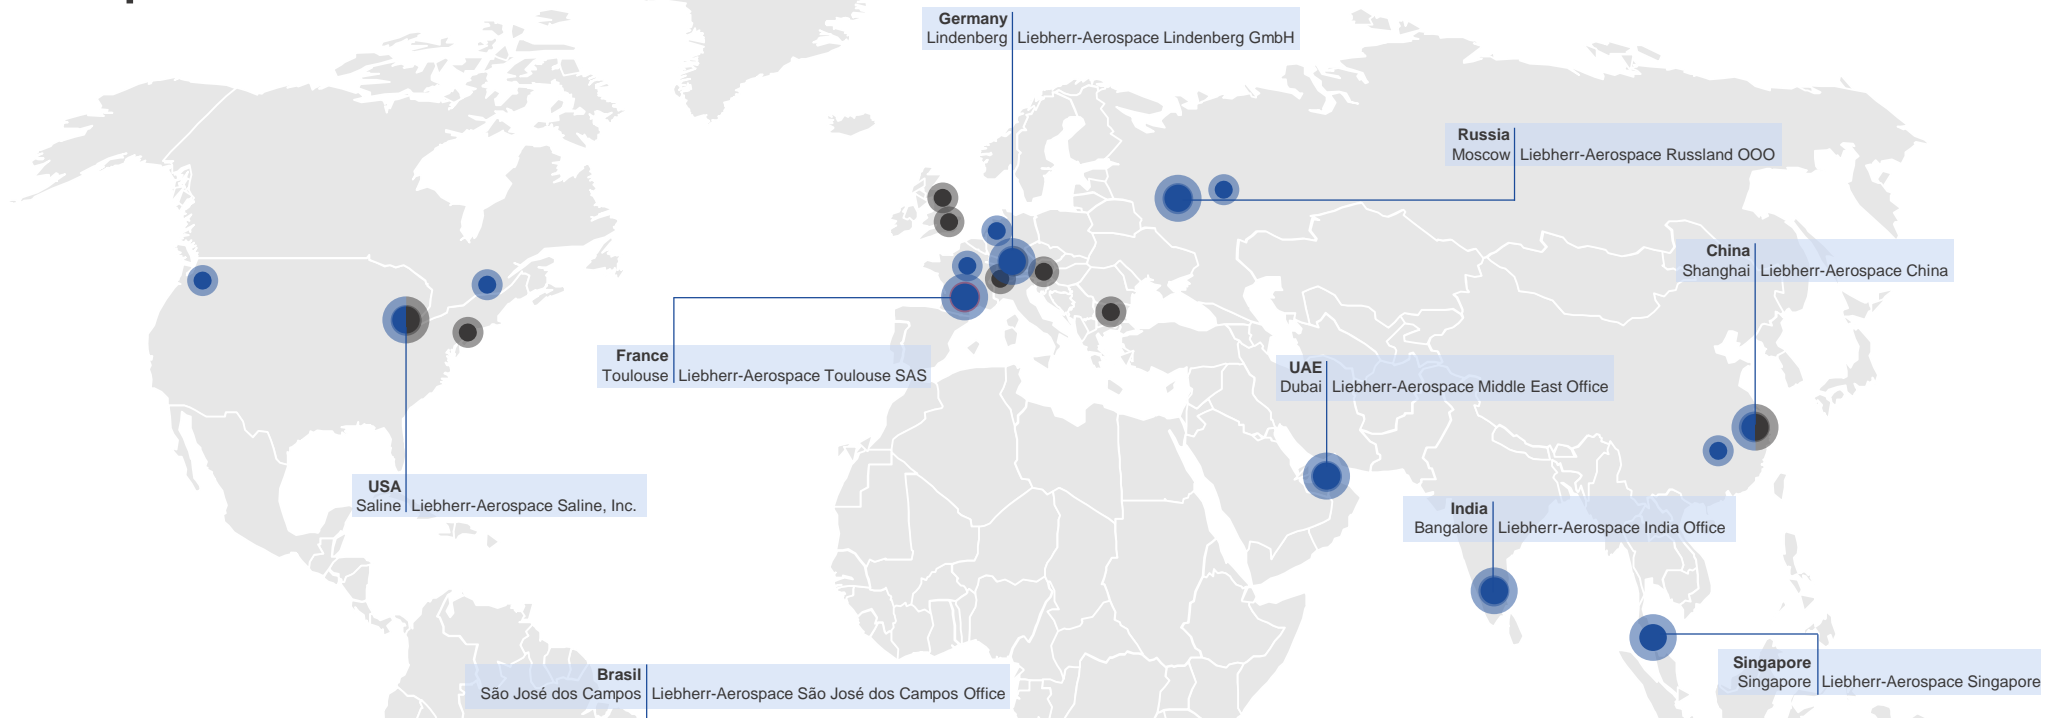 Germany
Lindenberg Liebherr-Aerospace Lindenberg GmbH
Russia
Moscow Liebherr-Aerospace Russland OOO
China
Shanghai Liebherr-Aerospace China
France
Toulouse Liebherr-Aerospace Toulouse SAS
UAE
Dubai Liebherr-Aerospace Middle East Office
USA
Saline Liebherr-Aerospace Saline, Inc.
India
Bangalore Liebherr-Aerospace India Office
Singapore
Singapore Liebherr-Aerospace Singapore
Brasil
São José dos Campos Liebherr-Aerospace São José dos Campos Office